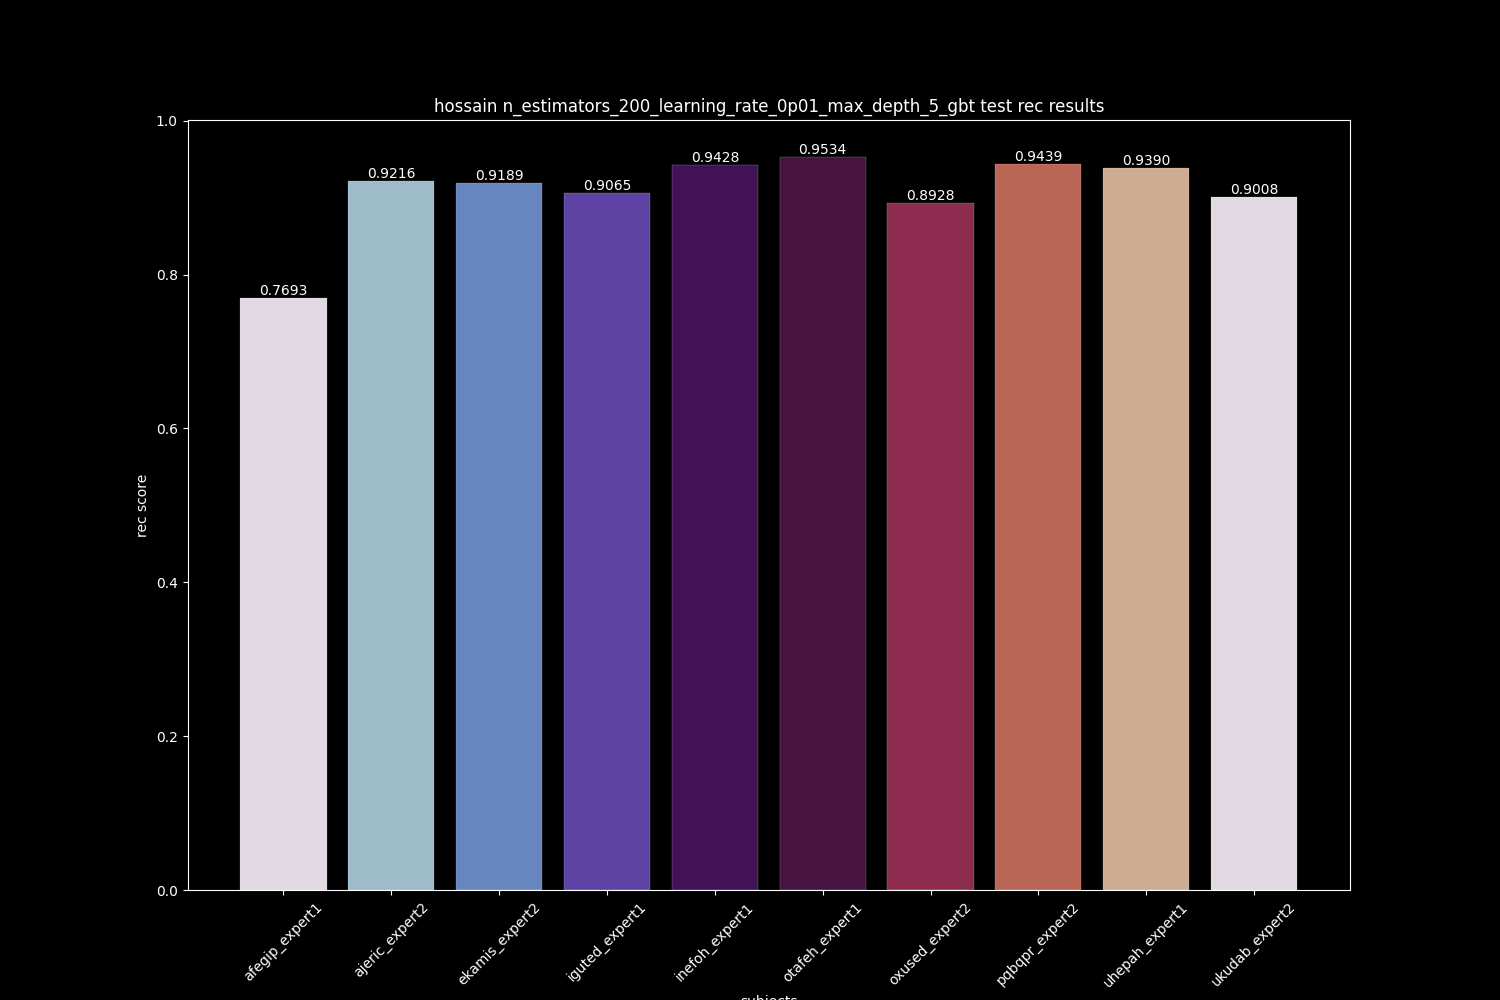 hossain n_estimators_200_learning_rate_0p01_max_depth_5_gbt test rec results
1.0
0.8
0.6
0.4
0.2
0.0
rec score
0.7693
0.9216
0.9189
0.9065
0.9428
0.9534
0.8928
0.9439
0.9390
0.9008
afegip_expert1
ajeric_expert2
ekamis_expert2
iguted_expert1
inefoh_expert1
otafeh_expert1
oxused_expert2
pqbqpr_expert2
uhepah_expert1
ukudab_expert2
subjects